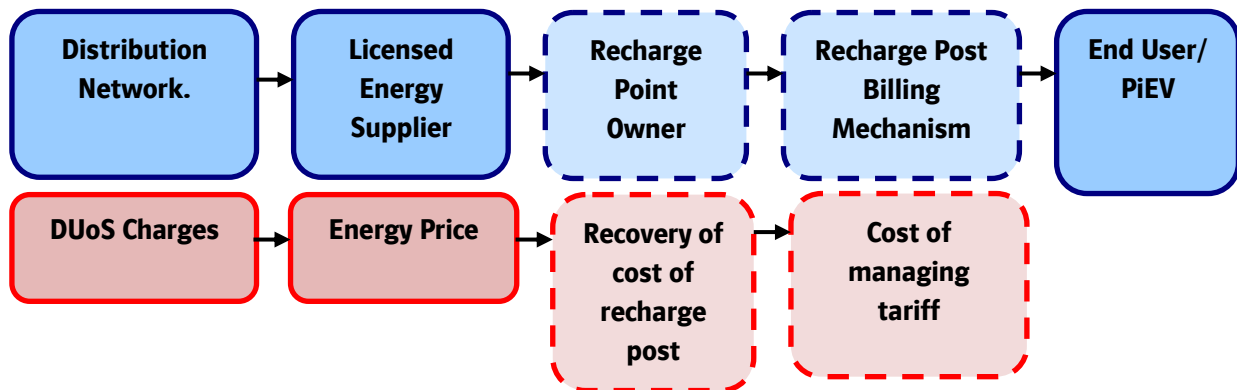 Distribution
Network.
Licensed
Energy
Supplier
Recharge
Point
Owner
Recharge Post
Billing
Mechanism
End User/
PiEV
DUoS Charges
Energy Price
Recovery of
cost of
recharge
post
Cost of
managing
tariff